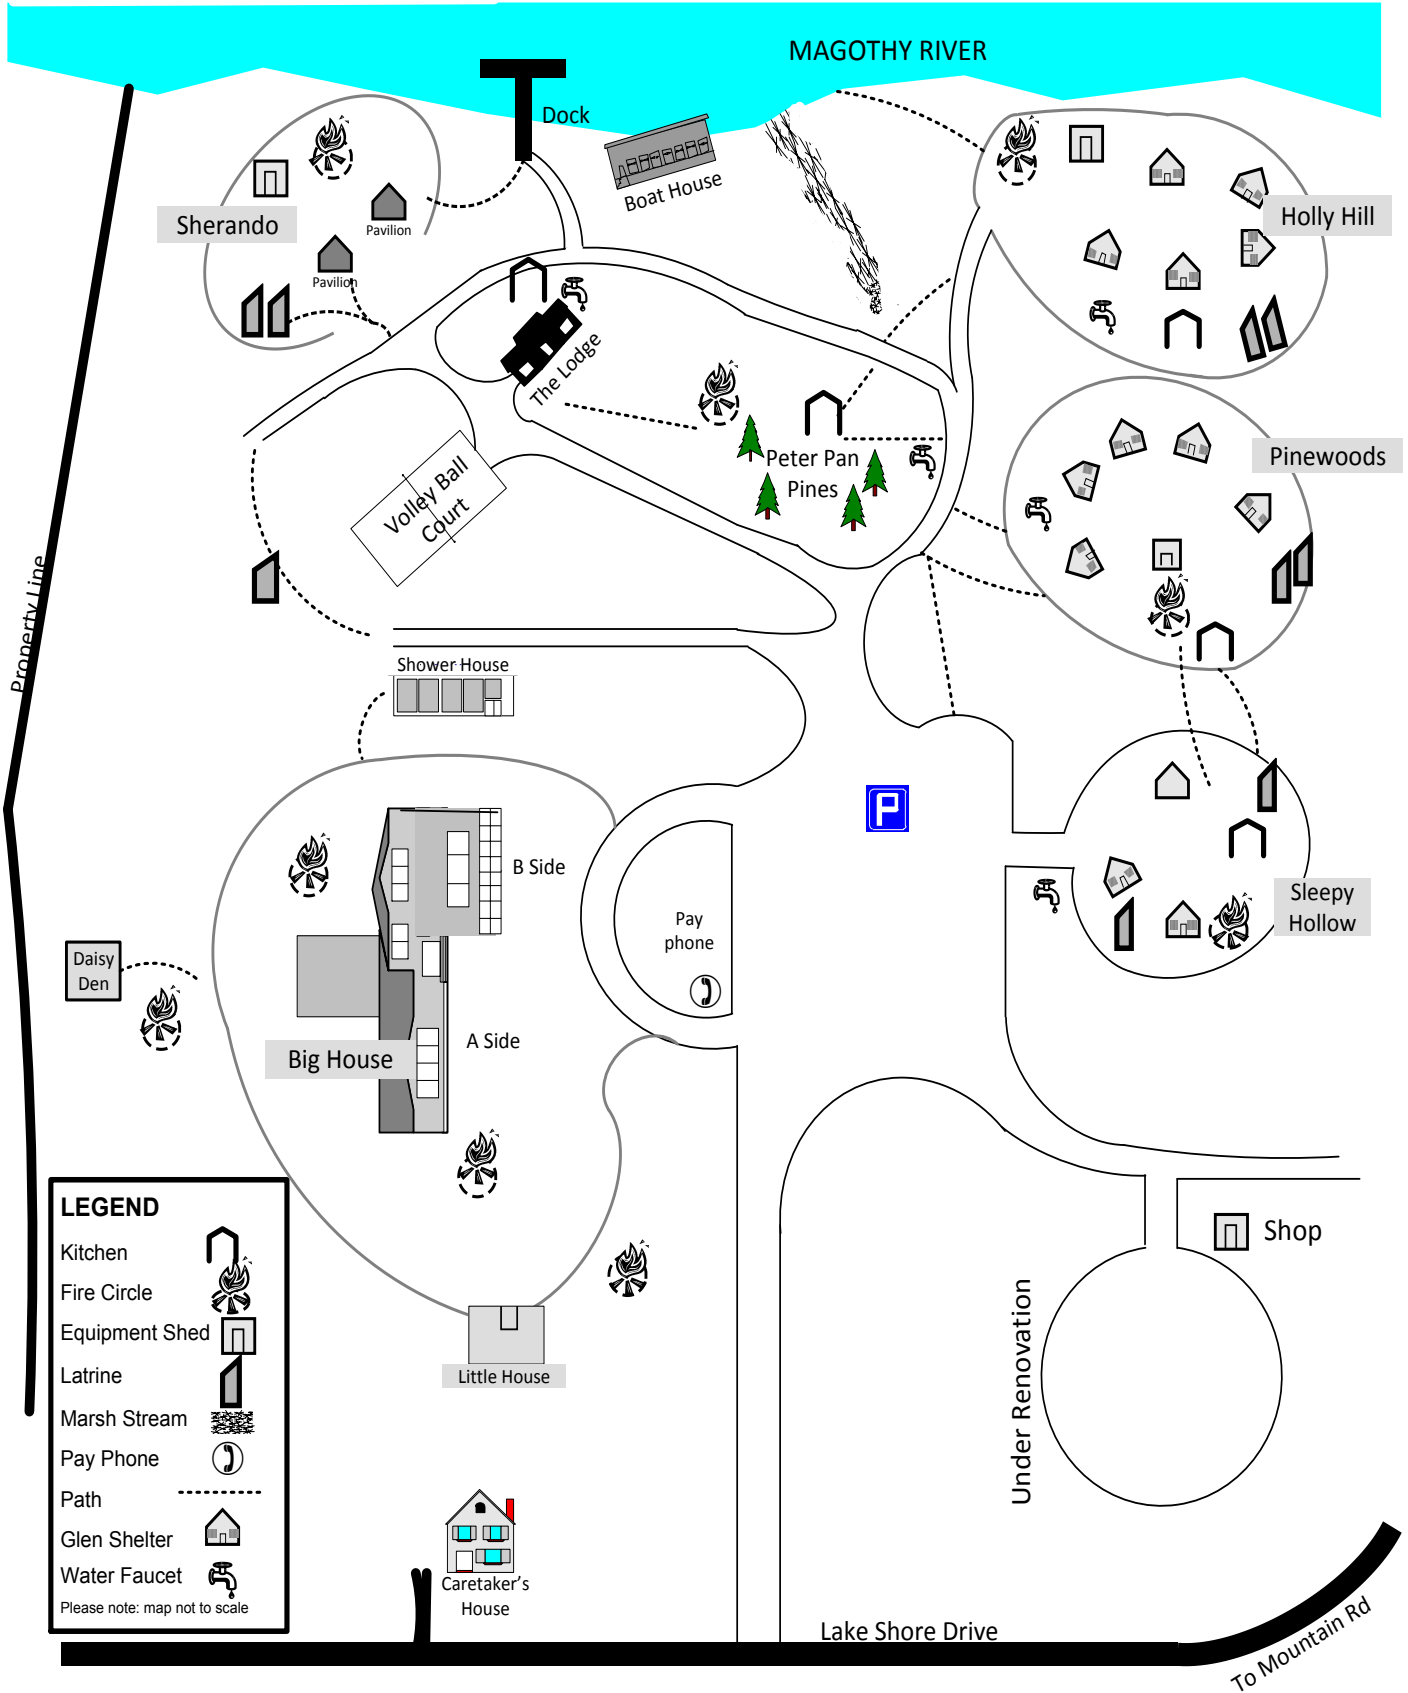 MAGOTHY RIVER
Dock
Boat House
Sherando
Pavilion
Pavilion
Holly Hill
The Lodge
Peter Pan
Pines
Pinewoods
Volley Ball
Court
Property Line
Shower House
B Side
Pay
phone
Sleepy
Hollow
Daisy
Den
A Side
Big House
LEGEND
Kitchen
Fire Circle
Equipment Shed
Latrine
Marsh Stream
Pay Phone
Path
Glen Shelter
Water Faucet
Please note: map not to scale
Shop
Under Renovation
Little House
Caretaker's
House
Lake Shore Drive
To Mountain Rd
P